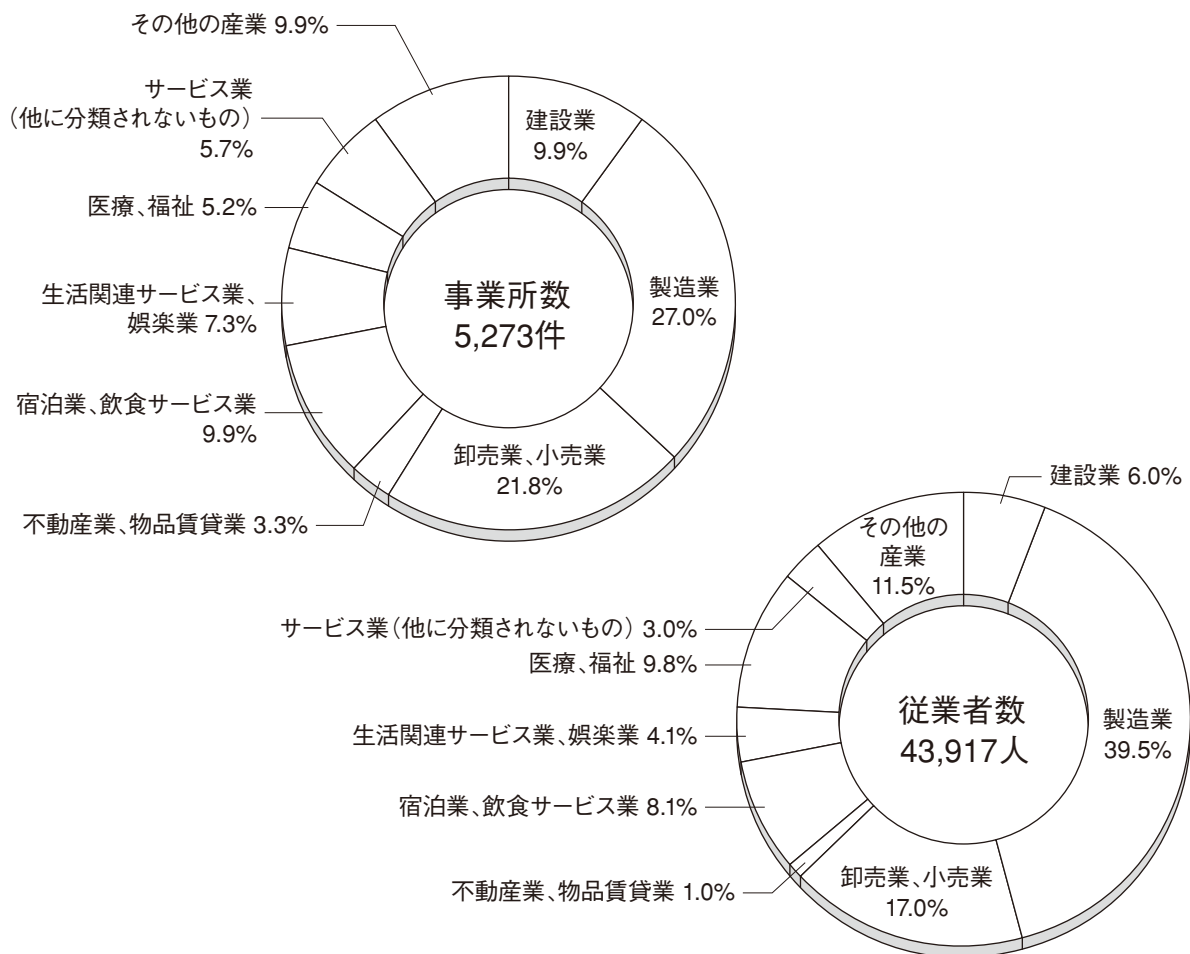 その他の産業 9.9%
サービス業
（他に分類されないもの）
5.7%
医療、福祉 5.2%
生活関連サービス業、
娯楽業 7.3%
宿泊業、飲食サービス業
9.9%
不動産業、物品賃貸業 3.3%
建設業
9.9%
製造業
27.0%
卸売業、小売業
21.8%
事業所数
5,273件
建設業 6.0%
その他の
産業
11.5%
サービス業（他に分類されないもの） 3.0%
医療、福祉 9.8%
生活関連サービス業、娯楽業 4.1%
宿泊業、飲食サービス業 8.1%
不動産業、物品賃貸業 1.0%
卸売業、小売業
17.0%
製造業
39.5%
従業者数
43,917人